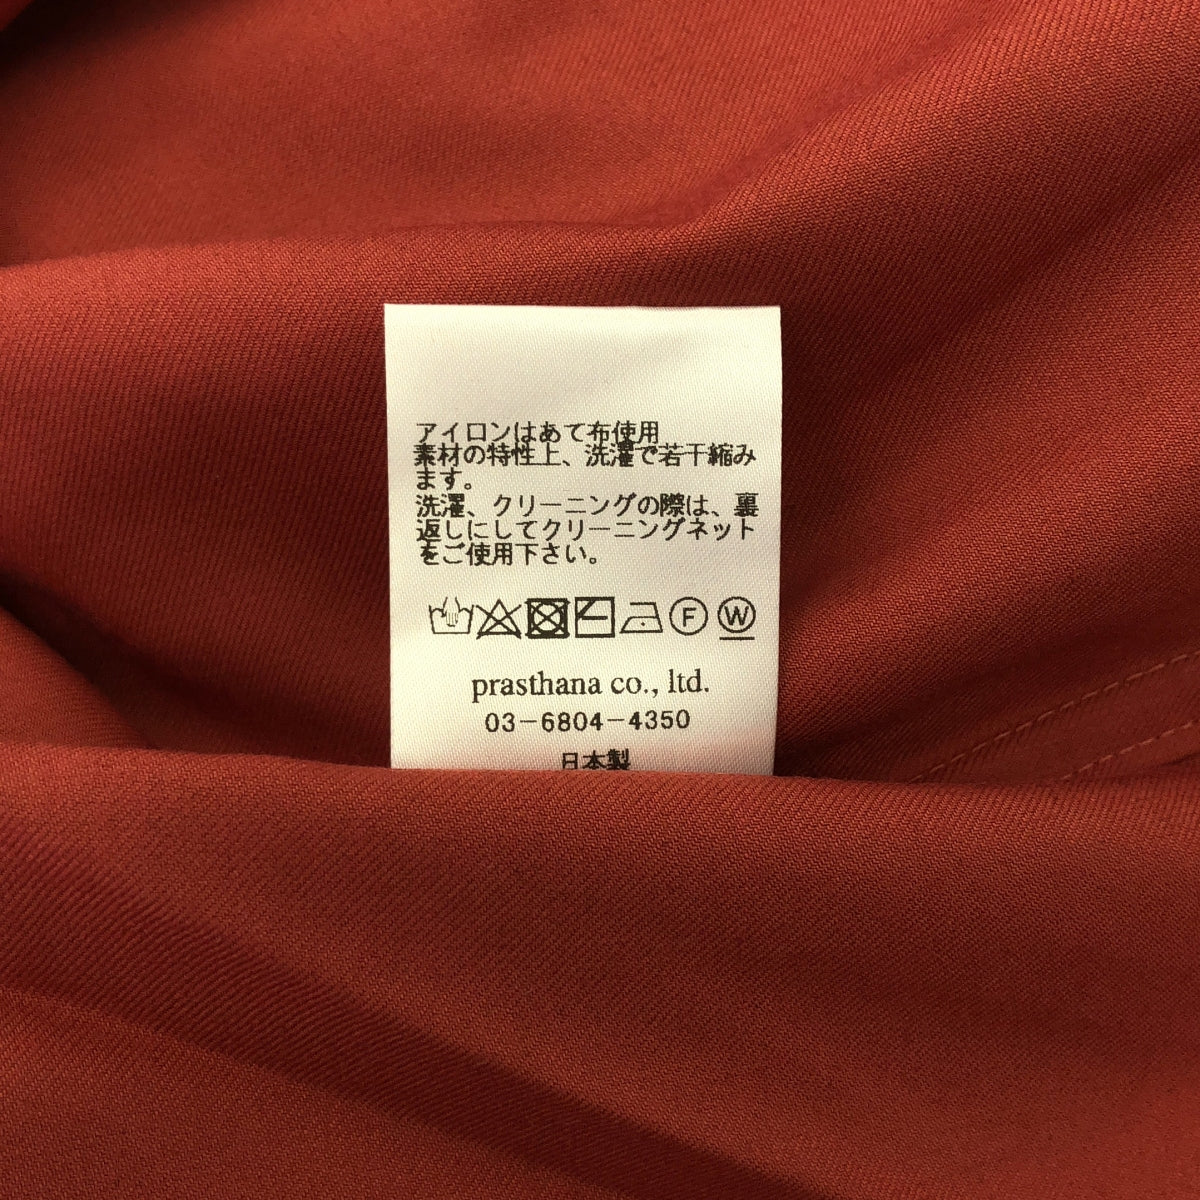 アイロンはあて布使用
素材の特性上、洗濯で若干縮み
ます。
洗濯、クリーニングの際は、裏
返しにしてクリーニングネット
をご使用下さい。
F W
prasthana co., ltd.
03-6804-4350
日本製